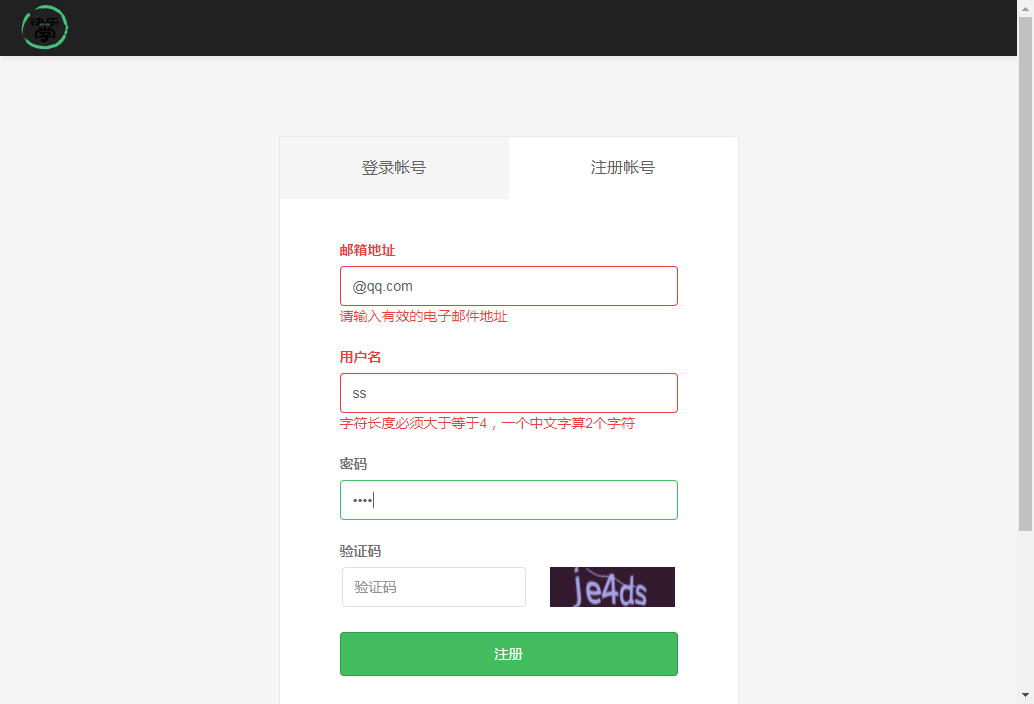 快乐
学
登录帐号
注册帐号
邮箱地址
@qq.com
请输入有效的电子邮件地址
用户名
ss
字符长度必须大于等于4，一个中文字算2个字符
密码
••••
验证码
验证码
je4ds
注册